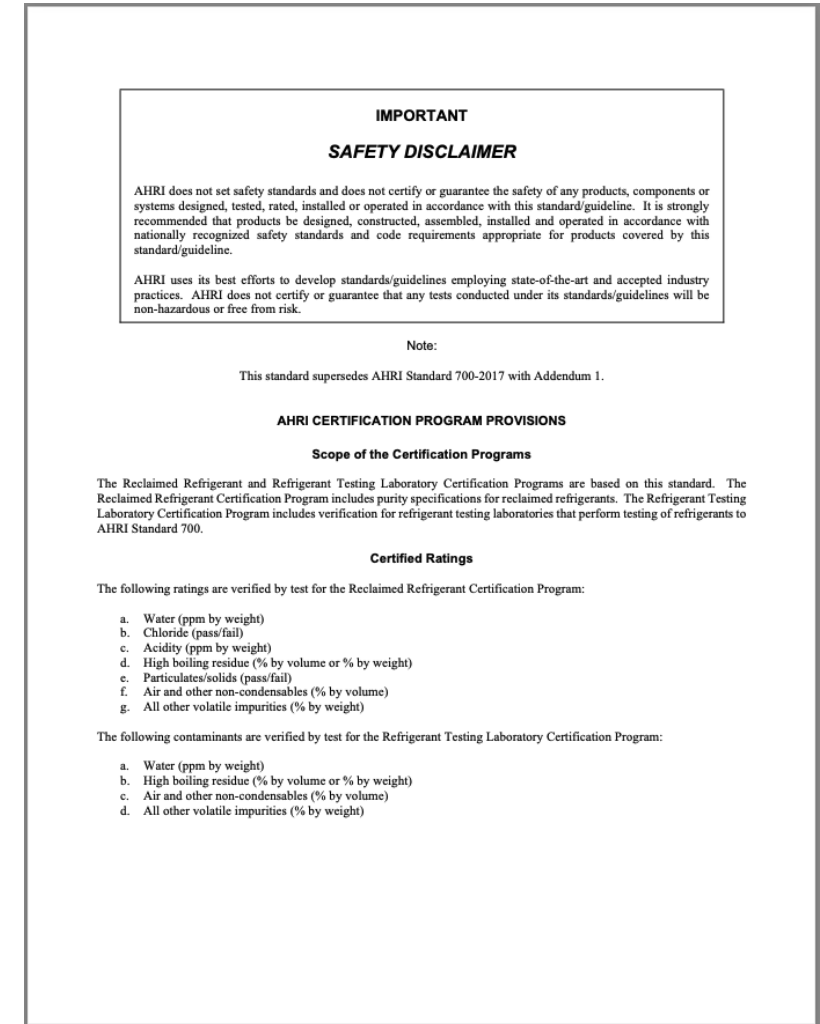 IMPORTANT
SAFETY DISCLAIMER
AHRI does not set safety standards and does not certify or guarantee the safety of any products, components or
systems designed, tested, rated, installed or operated in accordance with this standard/guideline. It is strongly
recommended that products be designed, constructed, assembled, installed and operated in accordance with
nationally recognized safety standards and code requirements appropriate for products covered by this
standard/guideline.
AHRI uses its best efforts to develop standards/guidelines employing state-of-the-art and accepted industry
practices. AHRI does not certify or guarantee that any tests conducted under its standards/guidelines will be
non-hazardous or free from risk.
Note:
This standard supersedes AHRI Standard 700-2017 with Addendum 1.
AHRI CERTIFICATION PROGRAM PROVISIONS
Scope of the Certification Programs
The Reclaimed Refrigerant and Refrigerant Testing Laboratory Certification Programs are based on this standard. The
Reclaimed Refrigerant Certification Program includes purity specifications for reclaimed refrigerants. The Refrigerant Testing
Laboratory Certification Program includes verification for refrigerant testing laboratories that perform testing of refrigerants to
AHRI Standard 700.
Certified Ratings
The following ratings are verified by test for the Reclaimed Refrigerant Certification Program:
a. Water (ppm by weight)
b. Chloride (pass/fail)
c. Acidity (ppm by weight)
d. High boiling residue (% by volume or % by weight)
e. Particulates/solids (pass/fail)
f. Air and other non-condensables (% by volume)
g. All other volatile impurities (% by weight)
The following contaminants are verified by test for the Refrigerant Testing Laboratory Certification Program:
a. Water (ppm by weight)
b. High boiling residue (% by volume or % by weight)
c. Air and other non-condensables (% by volume)
d. All other volatile impurities (% by weight)